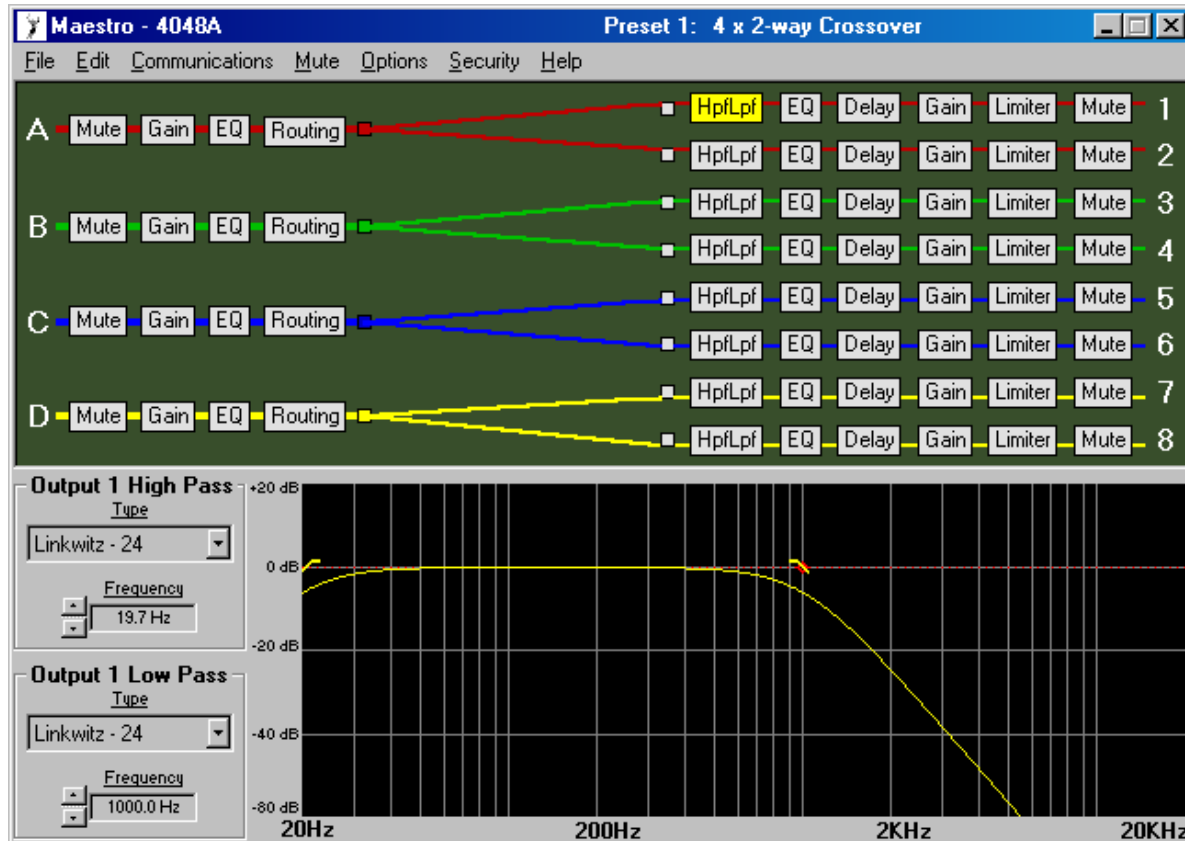 Maestro - 4048A Preset 1: 4 x 2-way Crossover
File Edit Communications Mute Options Security Help
HpfLpf EQ Delay Gain Limiter Mute 1
A Mute Gain EQ Routing
HpfLpf EQ Delay Gain Limiter Mute 2
HpfLpf EQ Delay Gain Limiter Mute 3
B Mute Gain EQ Routing
HpfLpf EQ Delay Gain Limiter Mute 4
HpfLpf EQ Delay Gain Limiter Mute 5
C Mute Gain EQ Routing
HpfLpf EQ Delay Gain Limiter Mute 6
HpfLpf EQ Delay Gain Limiter Mute 7
D Mute Gain EQ Routing
HpfLpf EQ Delay Gain Limiter Mute 8
Output 1 High Pass
Type
Linkwitz - 24
Frequency
19.7 Hz
Output 1 Low Pass
Type
Linkwitz - 24
Frequency
1000.0 Hz
+20 dB
0 dB
-20 dB
-40 dB
-80 dB
20Hz 200Hz 2KHz 20KHz